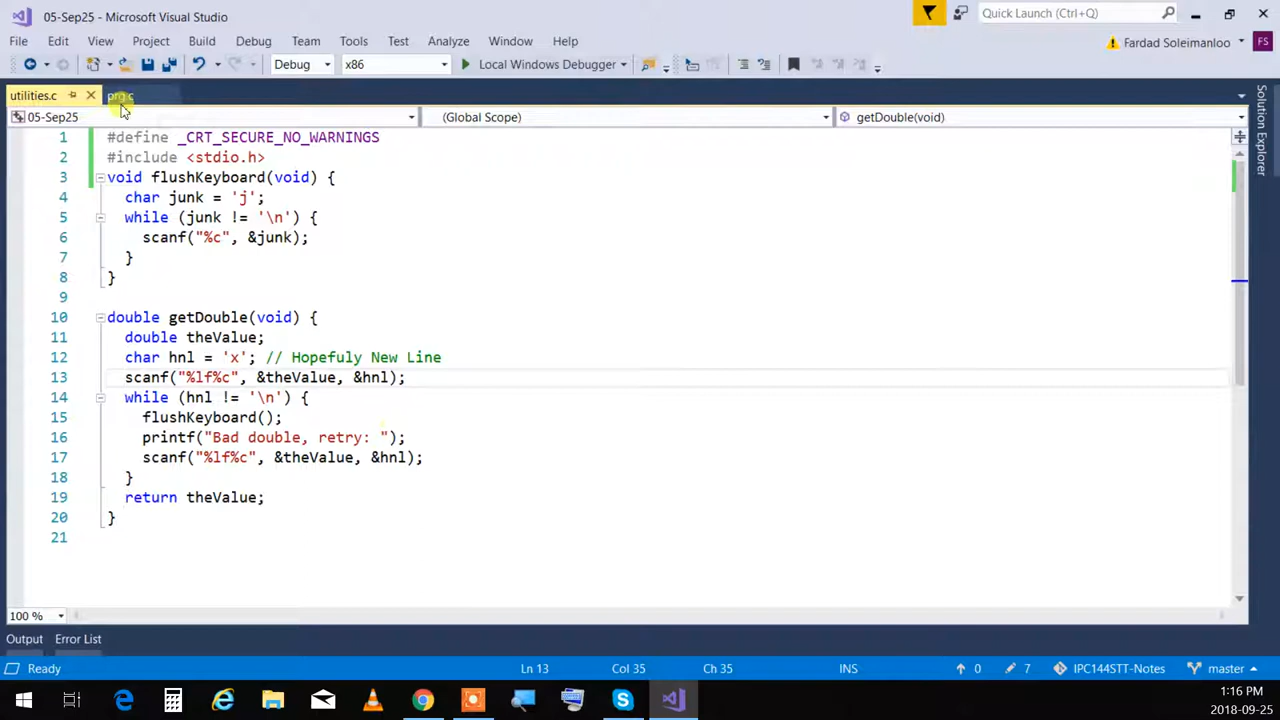 05-Sep25 - Microsoft Visual Studio
Quick Launch (Ctrl+Q)
File Edit View Project Build Debug Team Tools Test Analyze Window Help
Fardad Soleimanloo FS
Debug x86 Local Windows Debugger
utilities.c prg.c
05-Sep25 (Global Scope) getDouble(void)
Solution Explorer
1 #define _CRT_SECURE_NO_WARNINGS
2 #include <stdio.h>
3 void flushKeyboard(void) {
4 char junk = 'j';
5 while (junk != '\n') {
6 scanf("%c", &junk);
7 }
8 }
9
10 double getDouble(void) {
11 double theValue;
12 char hnl = 'x'; // Hopefuly New Line
13 scanf("%lf%c", &theValue, &hnl);
14 while (hnl != '\n') {
15 flushKeyboard();
16 printf("Bad double, retry: ");
17 scanf("%lf%c", &theValue, &hnl);
18 }
19 return theValue;
20 }
21
100 %
Output Error List
Ready Ln 13 Col 35 Ch 35 INS 0 7 IPC144STT-Notes master
1:16 PM
2018-09-25